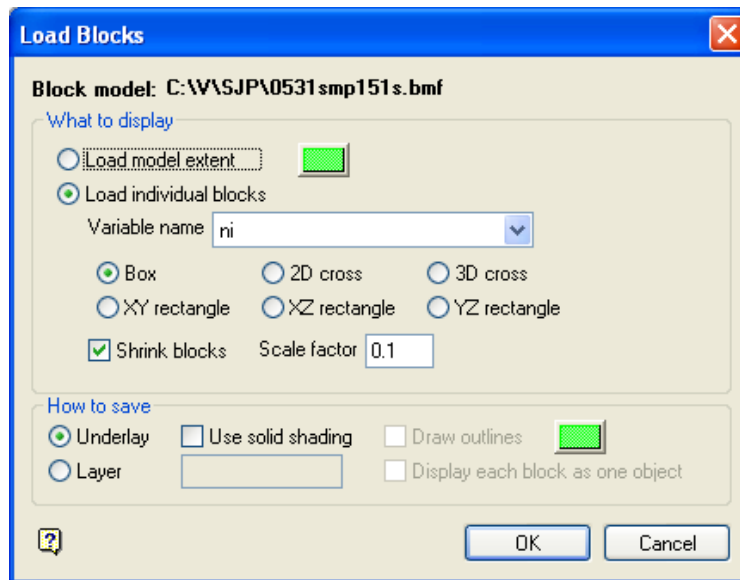 Load Blocks
Block model: C:\V\SJP\0531smp151s.bmf
What to display
Load model extent
Load individual blocks
Variable name ni
Box 2D cross 3D cross
XY rectangle XZ rectangle YZ rectangle
Shrink blocks Scale factor 0.1
How to save
Underlay Use solid shading Draw outlines
Layer Display each block as one object
? OK Cancel